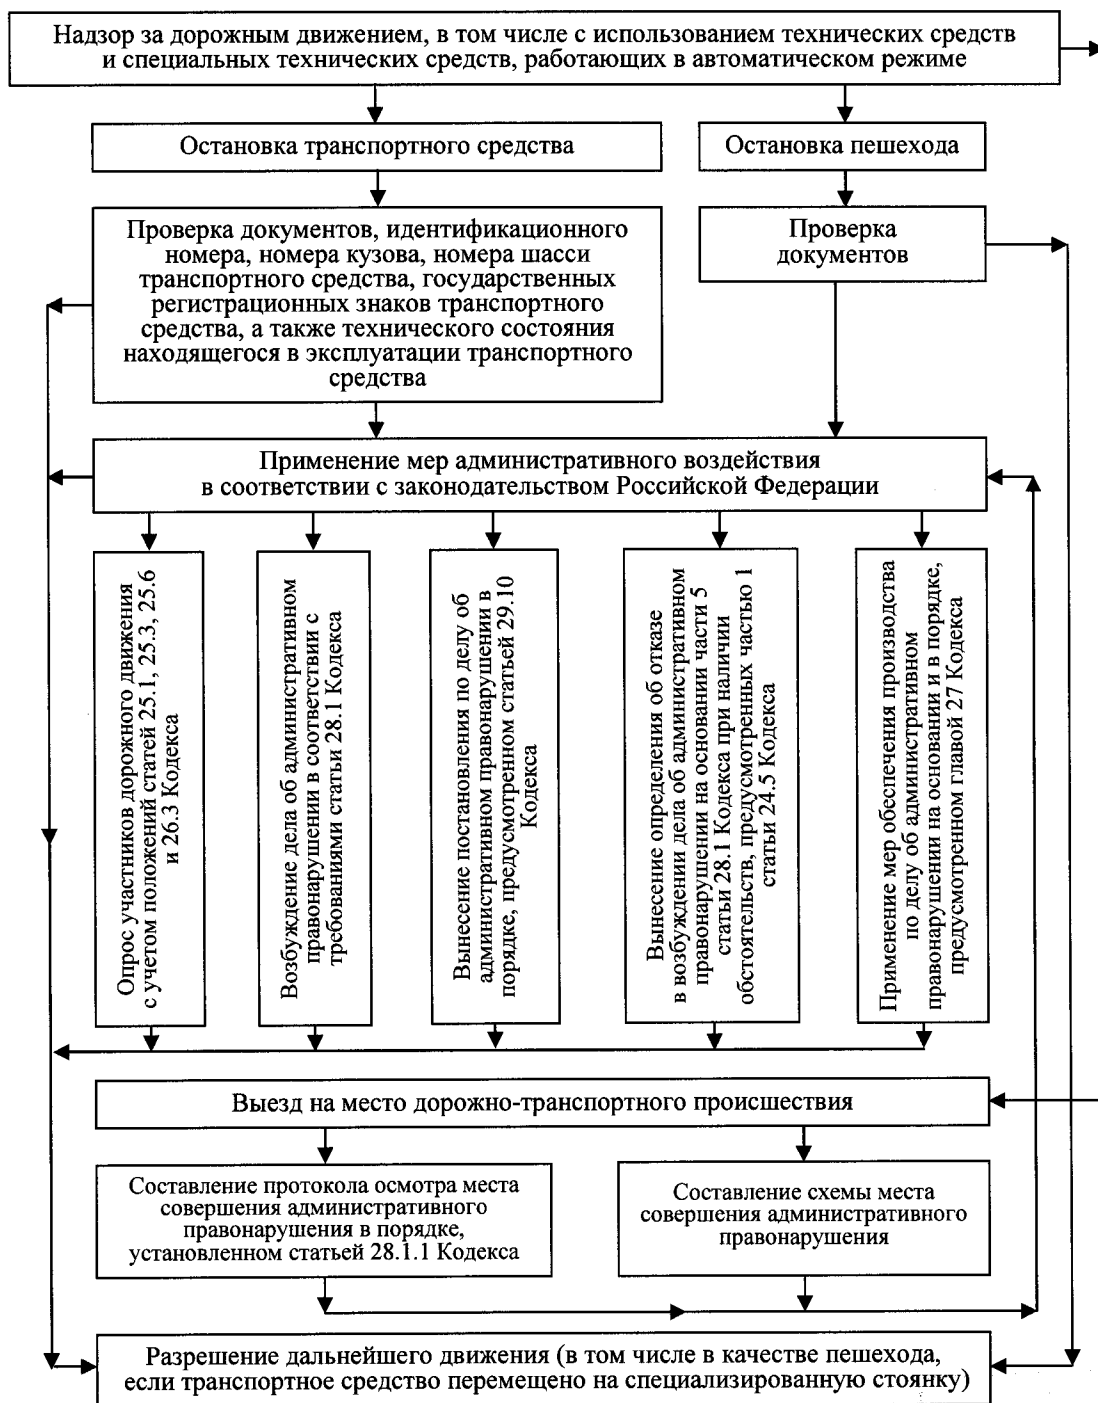 Надзор за дорожным движением, в том числе с использованием технических средств
и специальных технических средств, работающих в автоматическом режиме
Остановка транспортного средства
Остановка пешехода
Проверка документов, идентификационного
номера, номера кузова, номера шасси
транспортного средства, государственных
регистрационных знаков транспортного
средства, а также технического состояния
находящегося в эксплуатации транспортного
средства
Проверка
документов
Применение мер административного воздействия
в соответствии с законодательством Российской Федерации
Опрос участников дорожного движения
с учетом положений статей 25.1, 25.3, 25.6
и 26.3 Кодекса
Возбуждение дела об административном
правонарушении в соответствии с
требованиями статьи 28.1 Кодекса
Вынесение постановления по делу об
административном правонарушении в
порядке, предусмотренном статьей 29.10
Кодекса
Вынесение определения об отказе
в возбуждении дела об административном
правонарушении на основании части 5
статьи 28.1 Кодекса при наличии
обстоятельств, предусмотренных частью 1
статьи 24.5 Кодекса
Применение мер обеспечения производства
по делу об административном
правонарушении на основании и в порядке,
предусмотренном главой 27 Кодекса
Выезд на место дорожно-транспортного происшествия
Составление протокола осмотра места
совершения административного
правонарушения в порядке,
установленном статьей 28.1.1 Кодекса
Составление схемы места
совершения административного
правонарушения
Разрешение дальнейшего движения (в том числе в качестве пешехода,
если транспортное средство перемещено на специализированную стоянку)